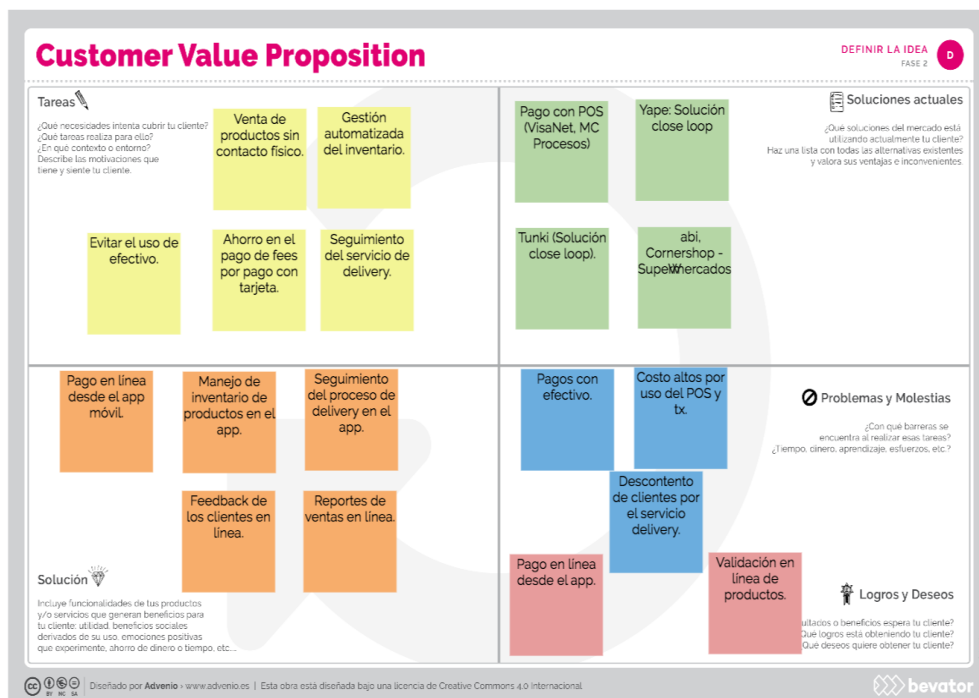 Customer Value Proposition
DEFINIR LA IDEA
FASE 2
D
Tareas
¿Qué necesidades intenta cubrir tu cliente?
¿Qué tareas realiza para ello?
¿En qué contexto o entorno?
Describe las motivaciones que
tiene y siente tu cliente.
Venta de
productos sin
contacto físico.
Gestión
automatizada
del inventario.
Evitar el uso de
efectivo.
Ahorro en el
pago de fees
por pago con
tarjeta.
Seguimiento
del servicio de
delivery.
Pago con POS
(VisaNet, MC
Procesos)
Yape: Solución
close loop
Soluciones actuales
¿Qué soluciones del mercado está
utilizando actualmente tu cliente?
Haz una lista con todas las alternativas existentes
y valora sus ventajas e inconvenientes.
Tunki (Solución
close loop).
abi,
Cornershop -
Pago en línea
desde el app
móvil.
Manejo de
inventario de
productos en el
app.
Seguimiento
del proceso de
delivery en el
app.
Feedback de
los clientes en
línea.
Reportes de
ventas en línea.
Solución
Incluye funcionalidades de tus productos
y/o servicios que generan beneficios para
tu cliente: utilidad, beneficios sociales
derivados de su uso, emociones positivas
que experimente, ahorro de dinero o tiempo, etc....
Pagos con
efectivo.
Costo altos por
uso del POS y
tx.
Problemas y Molestias
¿Con qué barreras se
encuentra al realizar esas tareas?
¿Tiempo, dinero, aprendizaje, esfuerzos, etc.?
Descontento
de clientes por
el servicio
delivery.
Pago en línea
desde el app.
Validación en
línea de
productos.
Logros y Deseos
ultados o beneficios espera tu cliente?
Qué logros está obteniendo tu cliente?
Qué deseos quiere obtener tu cliente?
cc BY NC SA
Diseñado por Advenio > www.advenio.es | Esta obra está diseñada bajo una licencia de Creative Commons 4.0 Internacional
bevator